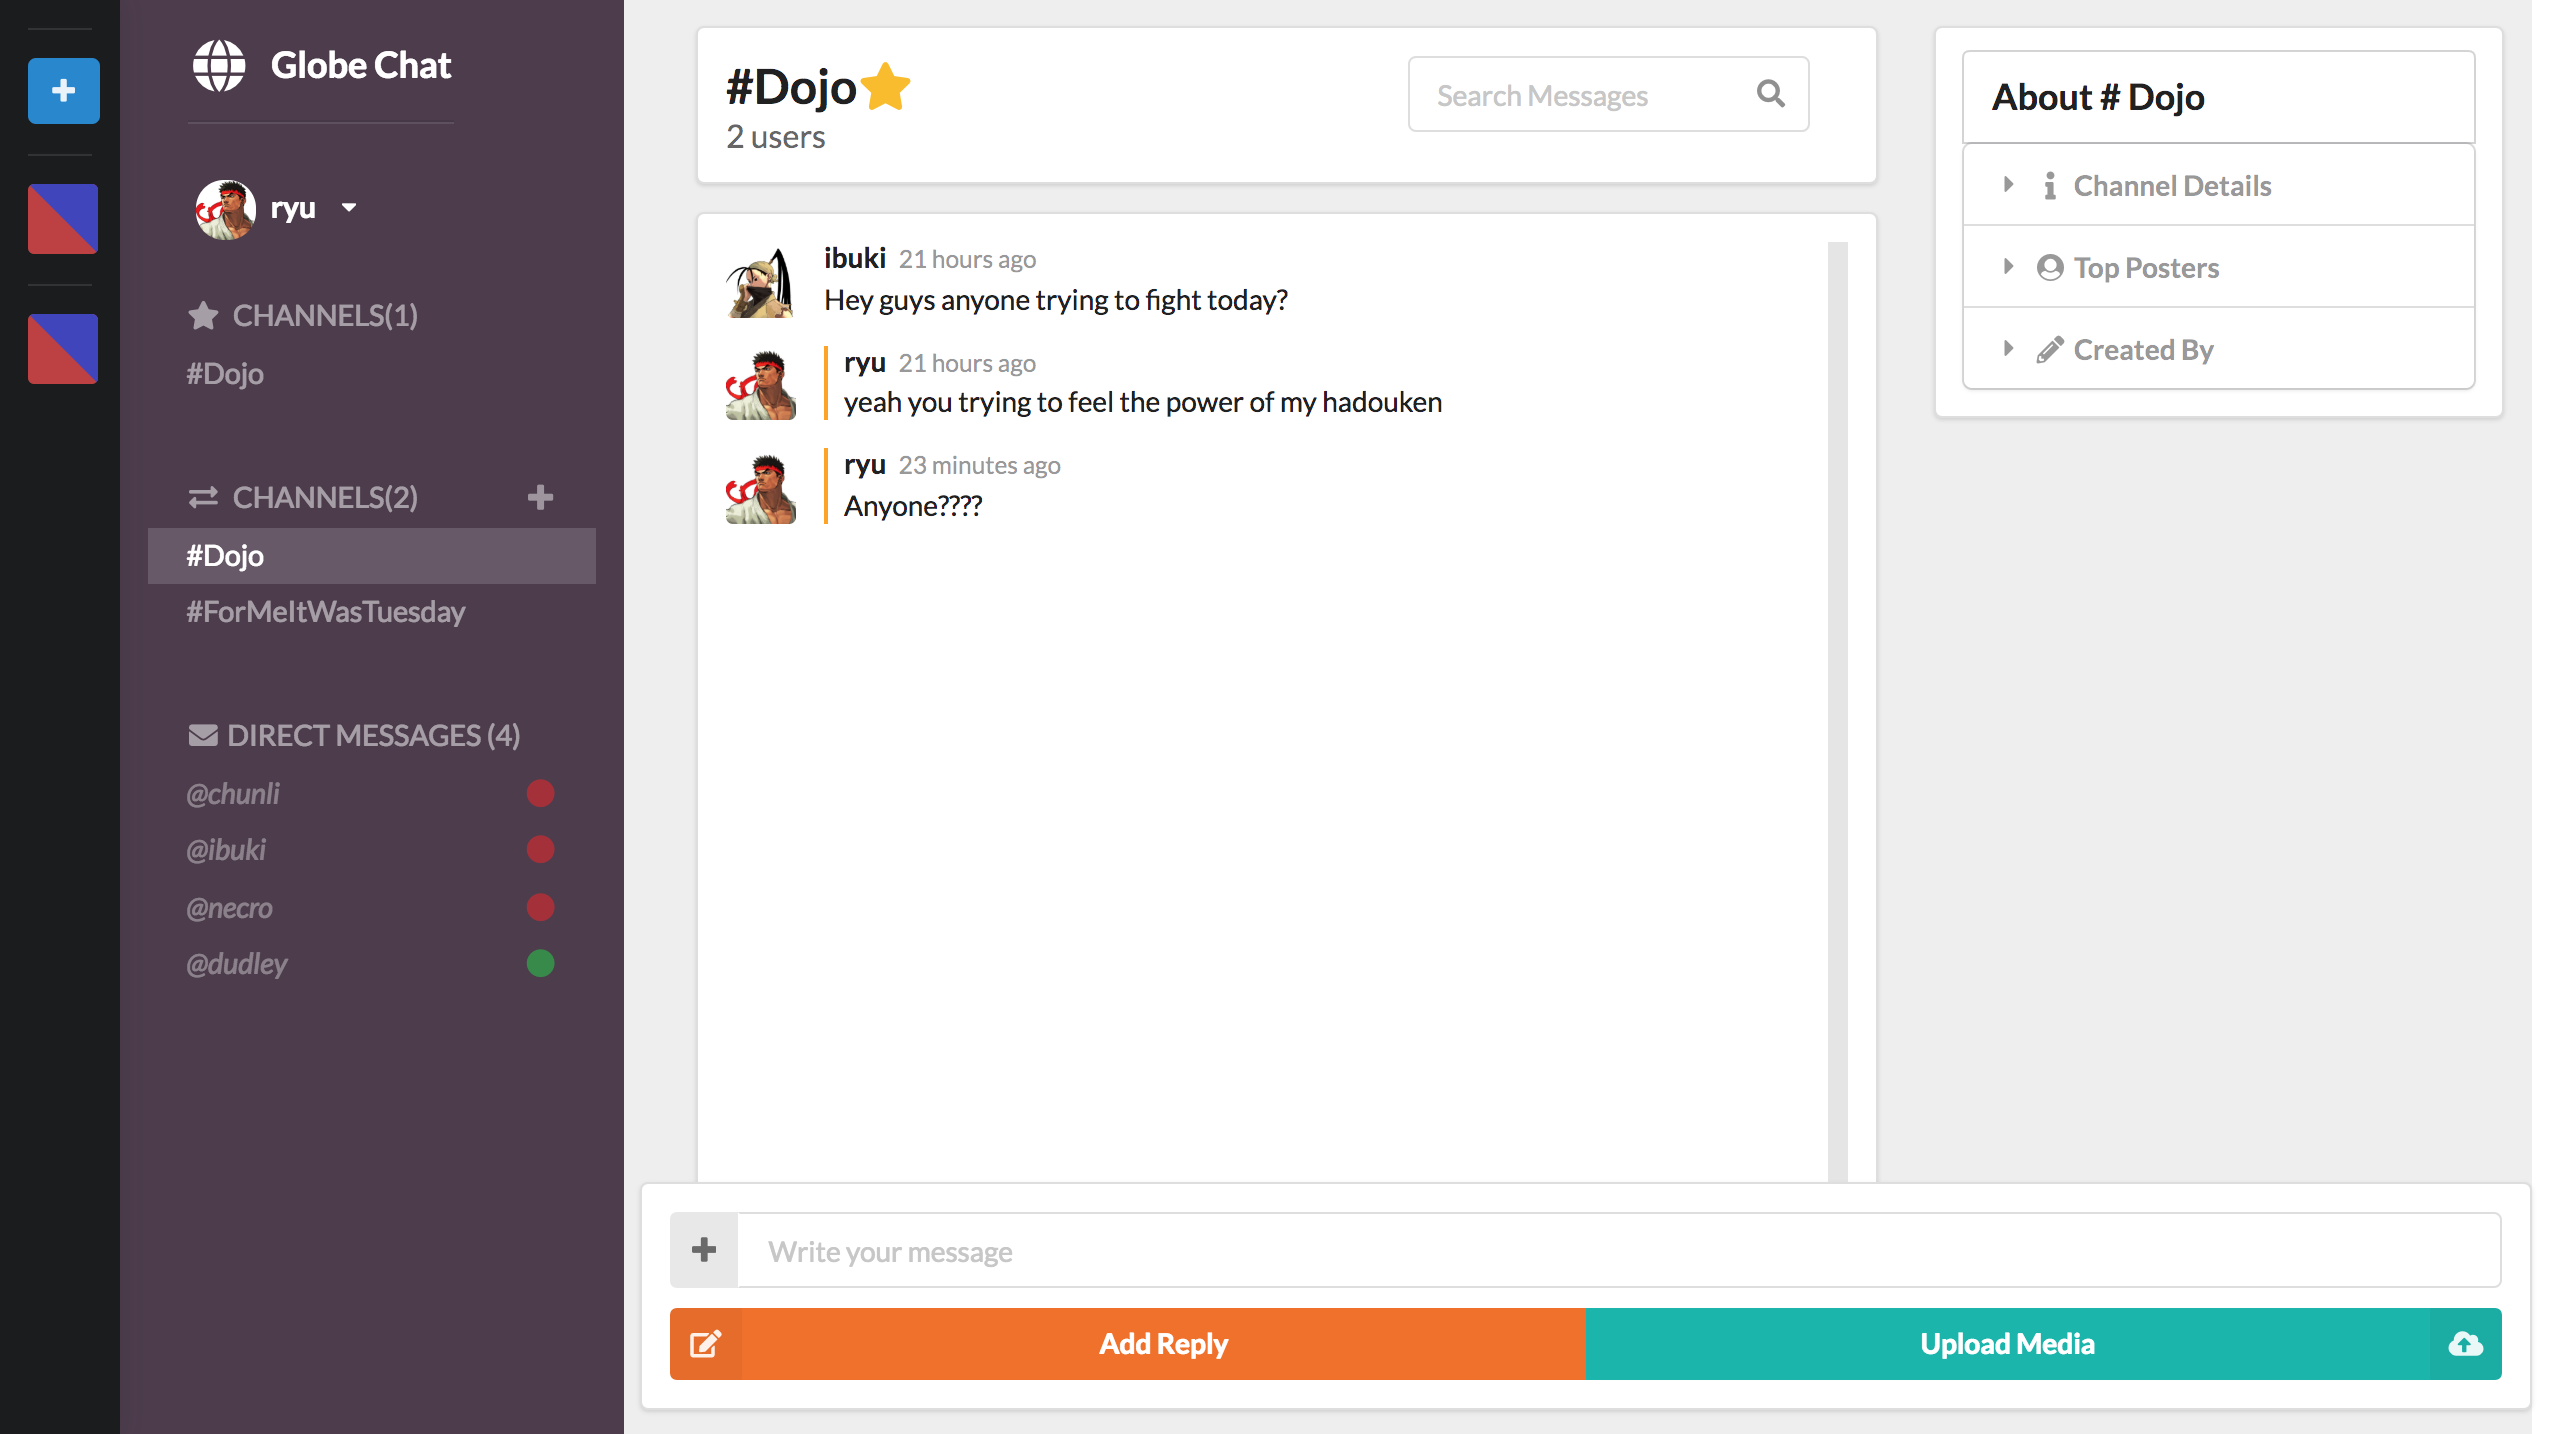 Globe Chat
ryu
CHANNELS(1)
#Dojo
CHANNELS(2)
#Dojo
#ForMeItWasTuesday
DIRECT MESSAGES (4)
@chunli
@ibuki
@necro
@dudley
#Dojo
2 users
Search Messages
ibuki 21 hours ago
Hey guys anyone trying to fight today?
ryu 21 hours ago
yeah you trying to feel the power of my hadouken
ryu 23 minutes ago
Anyone????
Write your message
Add Reply
Upload Media
About # Dojo
Channel Details
Top Posters
Created By